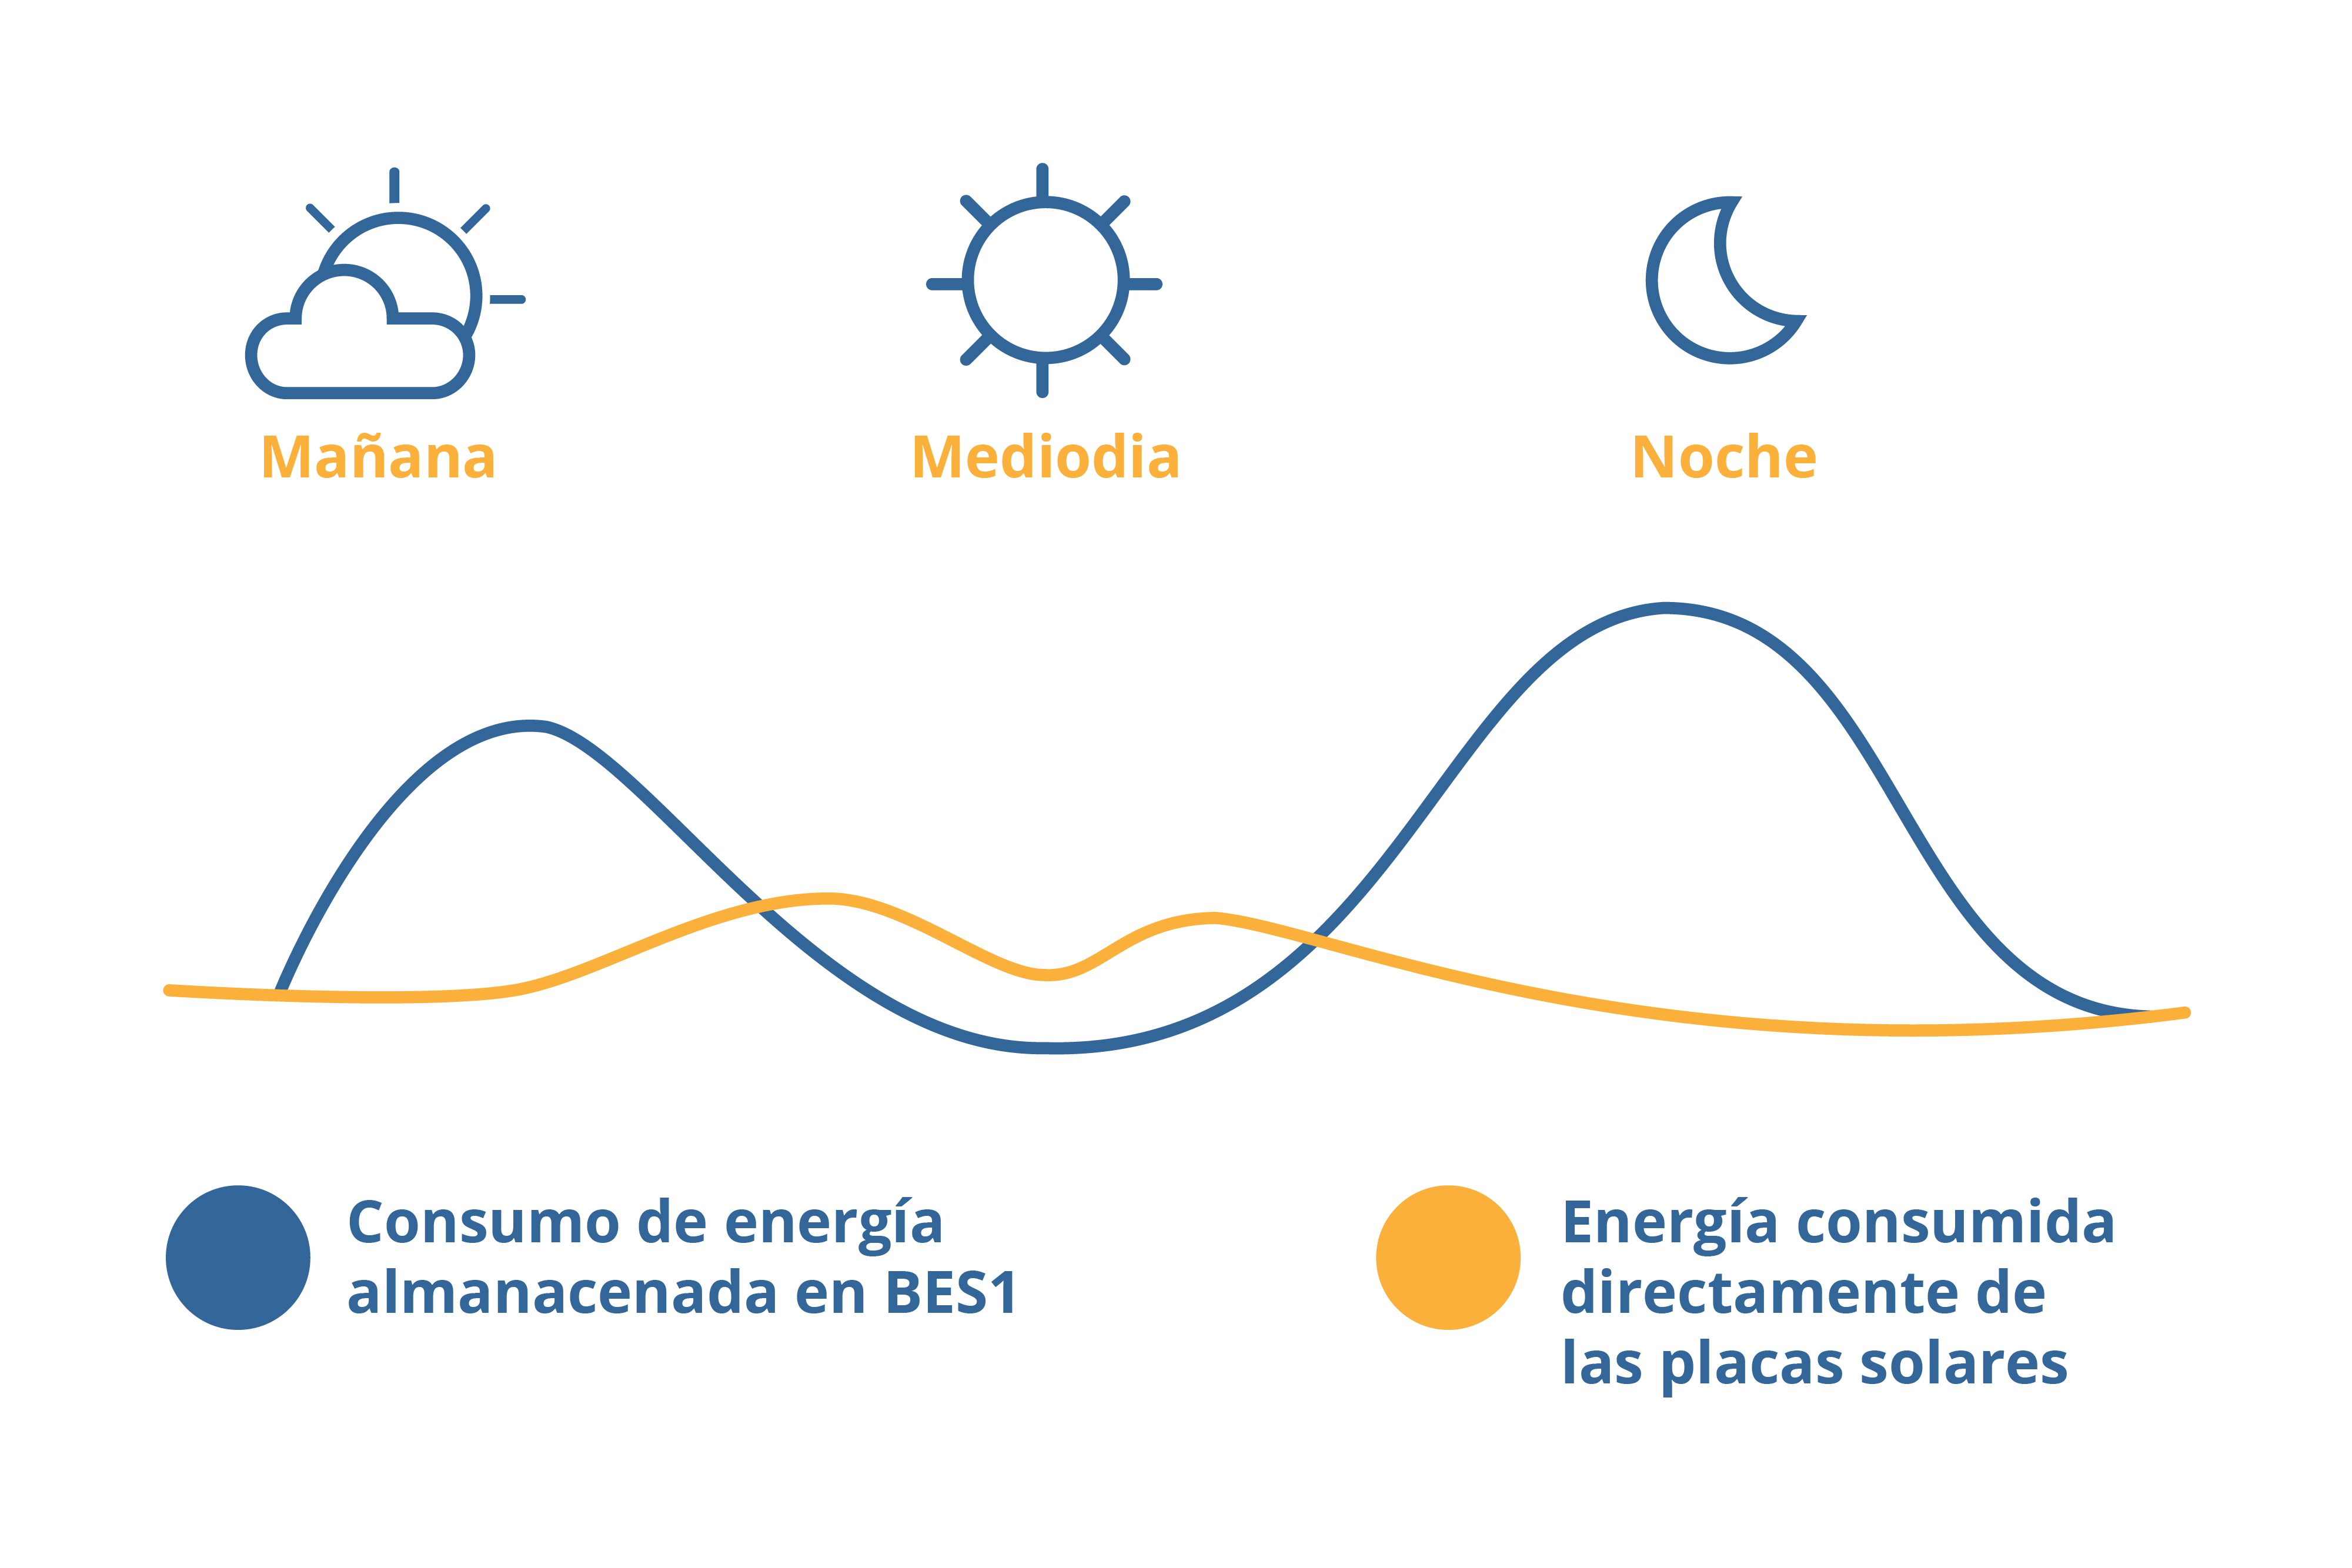 Mañana
Mediodia
Noche
Consumo de energía
almanacenada en BES1
Energía consumida
directamente de
las placas solares